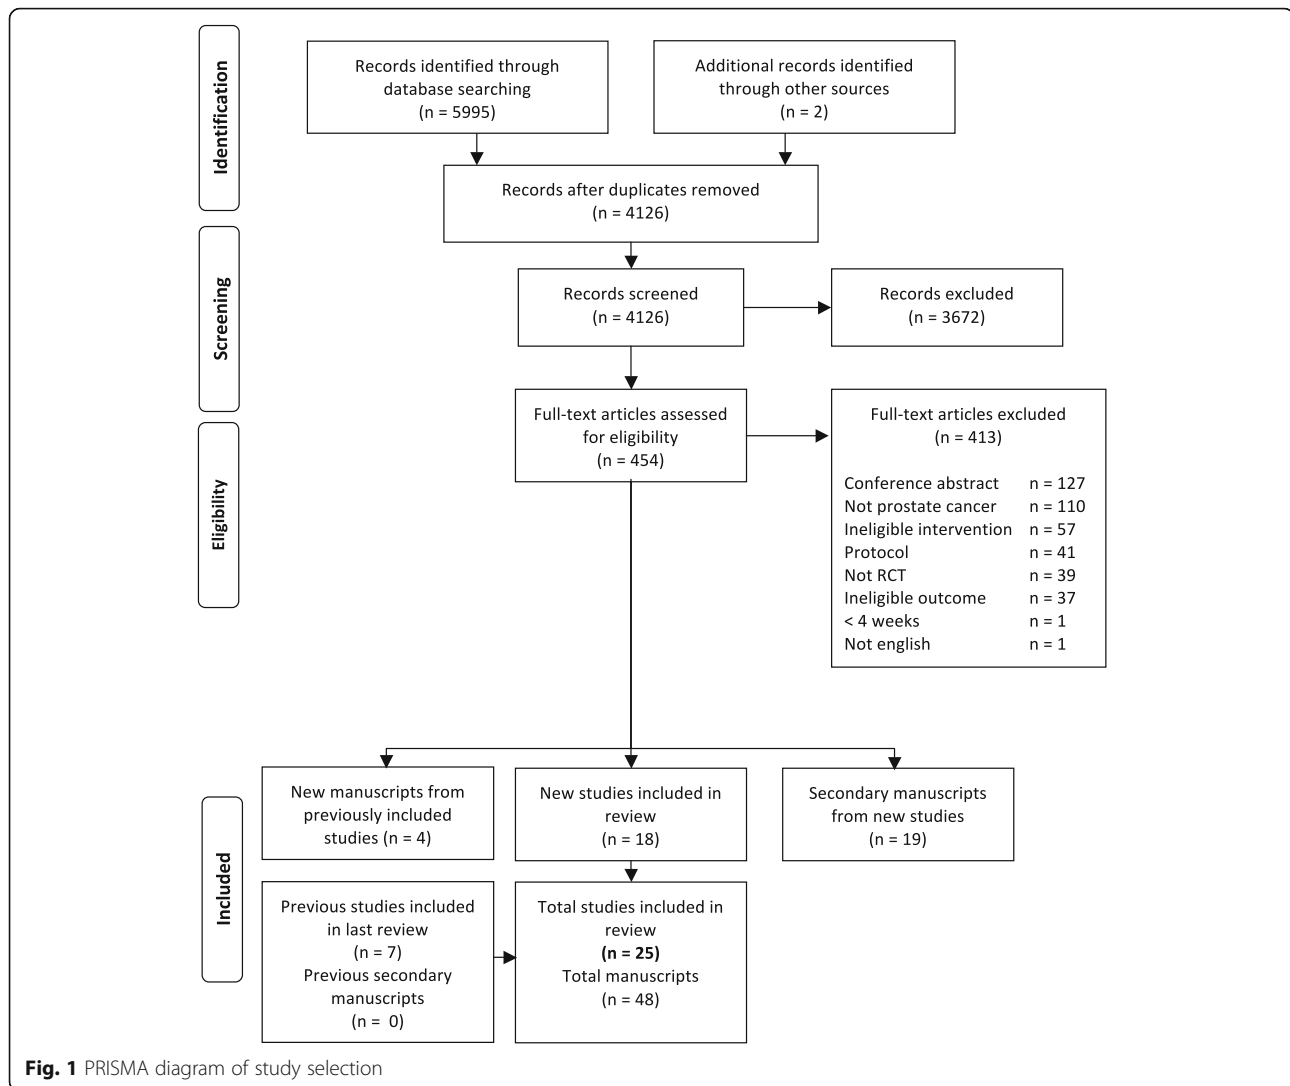 Identification
Records identified through
database searching
(n = 5995)
Additional records identified
through other sources
(n = 2)
Records after duplicates removed
(n = 4126)
Screening
Records screened
(n = 4126)
Records excluded
(n = 3672)
Eligibility
Full-text articles assessed
for eligibility
(n = 454)
Full-text articles excluded
(n = 413)
Conference abstract n = 127
Not prostate cancer n = 110
Ineligible intervention n = 57
Protocol n = 41
Not RCT n = 39
Ineligible outcome n = 37
< 4 weeks n = 1
Not english n = 1
Included
New manuscripts from
previously included
studies (n = 4)
New studies included in
review
(n = 18)
Secondary manuscripts
from new studies
(n = 19)
Previous studies included
in last review
(n = 7)
Previous secondary
manuscripts
(n = 0)
Total studies included in
review
(n = 25)
Total manuscripts
(n = 48)
Fig. 1 PRISMA diagram of study selection